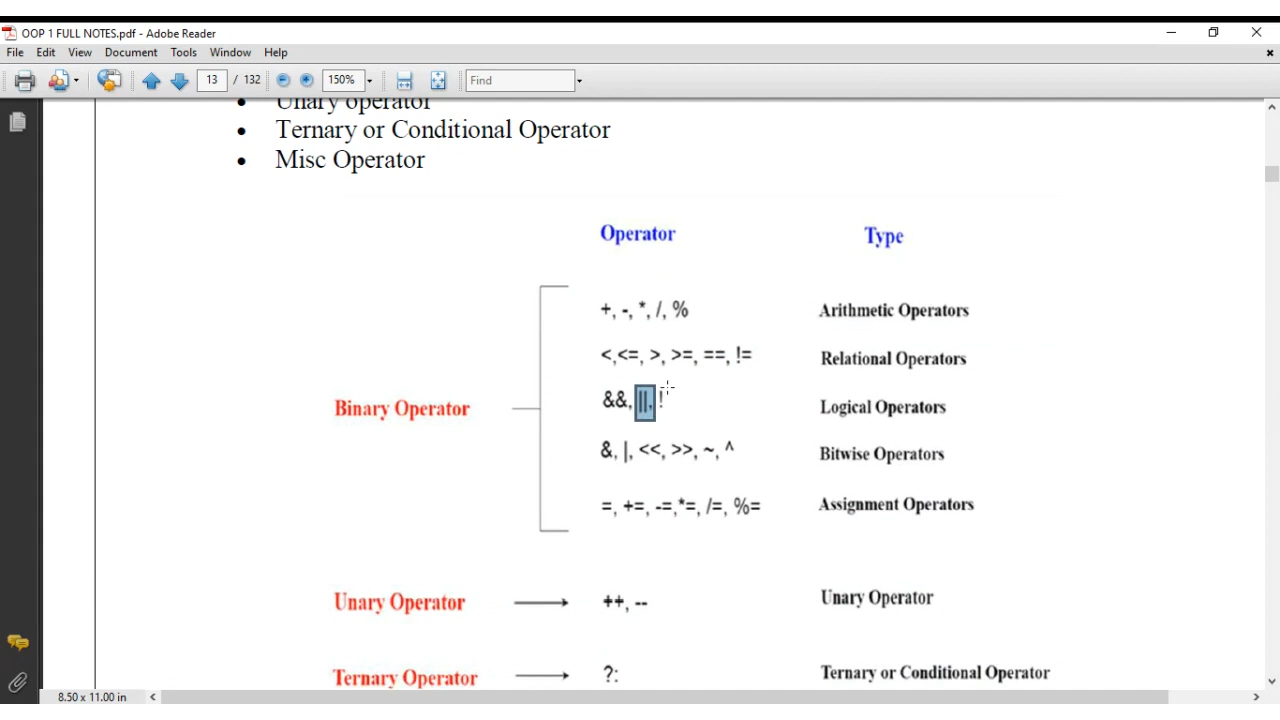 OOP 1 FULL NOTES.pdf - Adobe Reader
File Edit View Document Tools Window Help
13 / 132 150% Find
Unary operator
Ternary or Conditional Operator
Misc Operator
Operator Type
+, -, *, /, % Arithmetic Operators
<,<=, >, >=, ==, != Relational Operators
Binary Operator &&, ||, ! Logical Operators
&, |, <<, >>, ~, ^ Bitwise Operators
=, +=, -=,*=, /=, %= Assignment Operators
Unary Operator ++, -- Unary Operator
Ternary Operator ?: Ternary or Conditional Operator
8.50 x 11.00 in